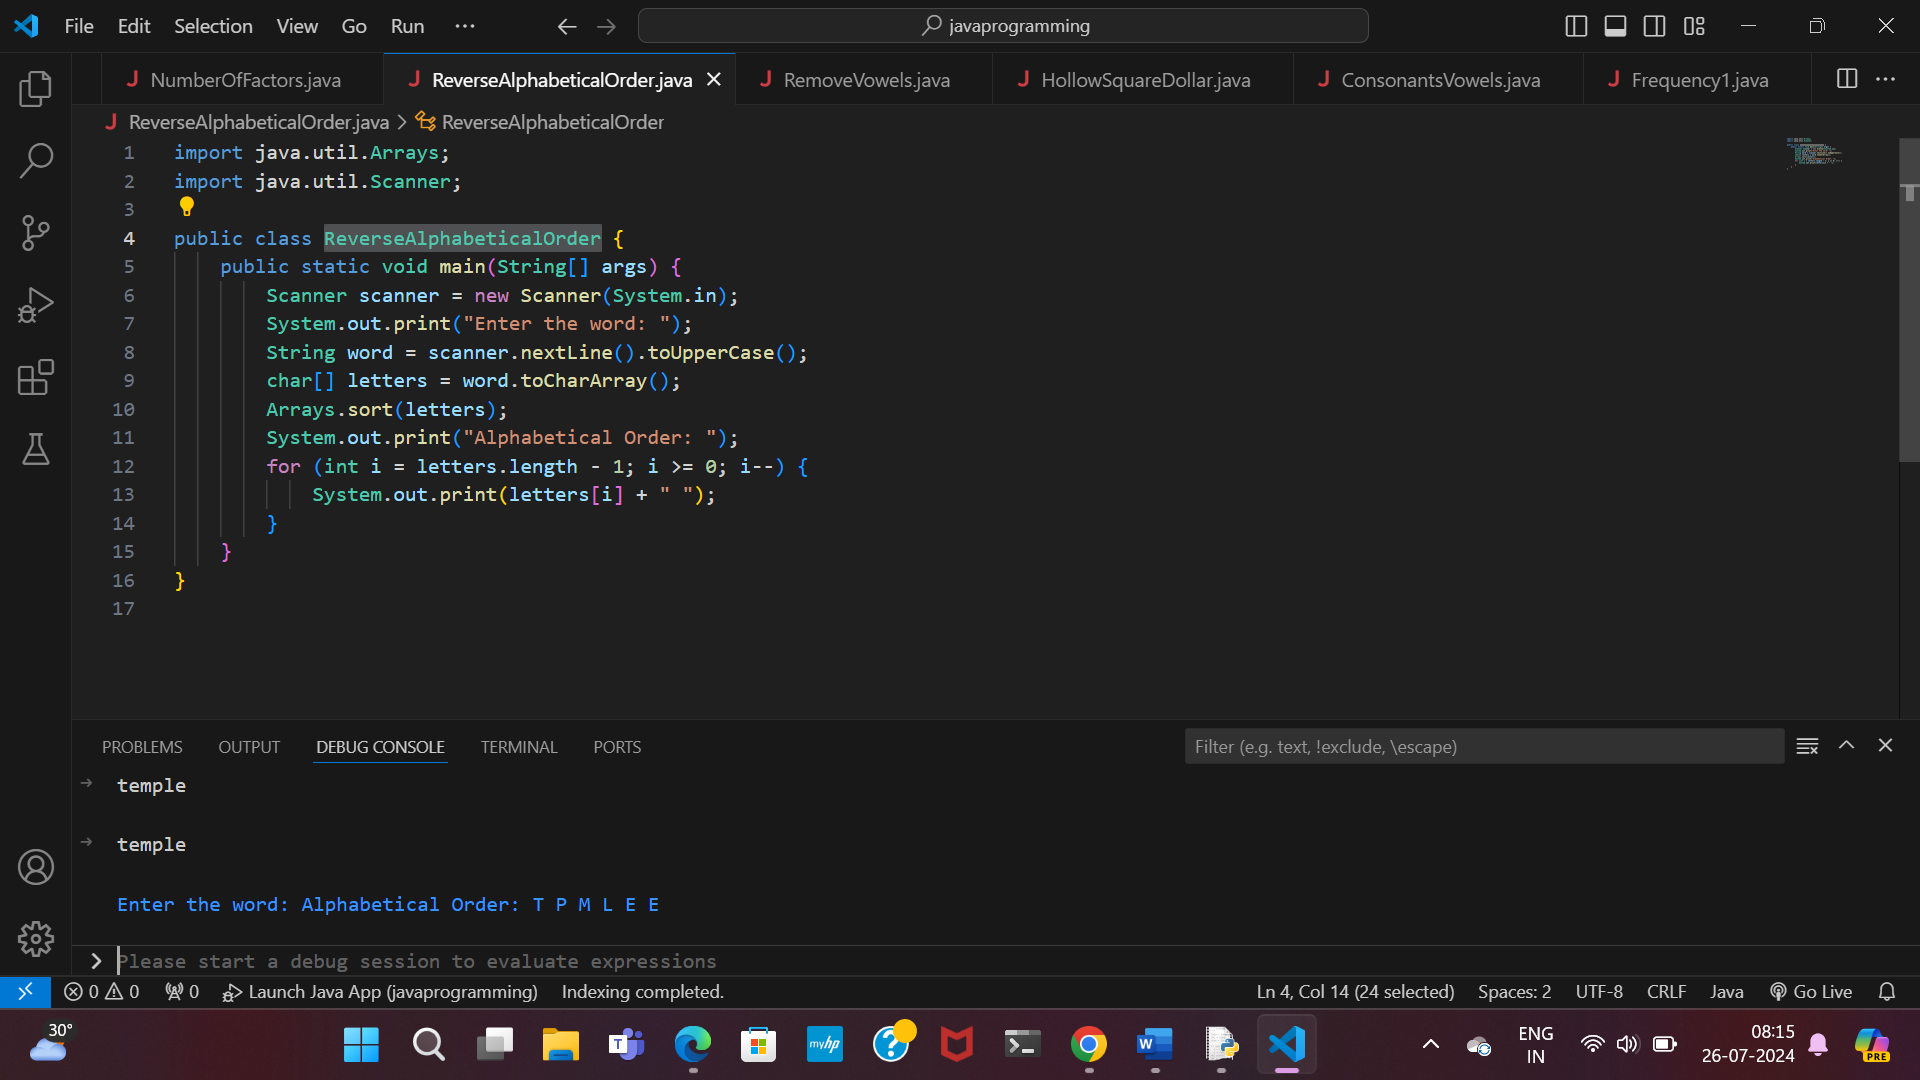 File Edit Selection View Go Run ··· javaprogramming
NumberOfFactors.java ReverseAlphabeticalOrder.java RemoveVowels.java HollowSquareDollar.java ConsonantsVowels.java Frequency1.java
ReverseAlphabeticalOrder.java > ReverseAlphabeticalOrder
1 import java.util.Arrays;
2 import java.util.Scanner;
3
4 public class ReverseAlphabeticalOrder {
5 public static void main(String[] args) {
6 Scanner scanner = new Scanner(System.in);
7 System.out.print("Enter the word: ");
8 String word = scanner.nextLine().toUpperCase();
9 char[] letters = word.toCharArray();
10 Arrays.sort(letters);
11 System.out.print("Alphabetical Order: ");
12 for (int i = letters.length - 1; i >= 0; i--) {
13 System.out.print(letters[i] + " ");
14 }
15 }
16 }
17
PROBLEMS OUTPUT DEBUG CONSOLE TERMINAL PORTS Filter (e.g. text, !exclude, \escape)
temple
temple
Enter the word: Alphabetical Order: T P M L E E
Please start a debug session to evaluate expressions
0 0 0 Launch Java App (javaprogramming) Indexing completed. Ln 4, Col 14 (24 selected) Spaces: 2 UTF-8 CRLF Java Go Live
30° myhp ENG 08:15
IN 26-07-2024 PRE